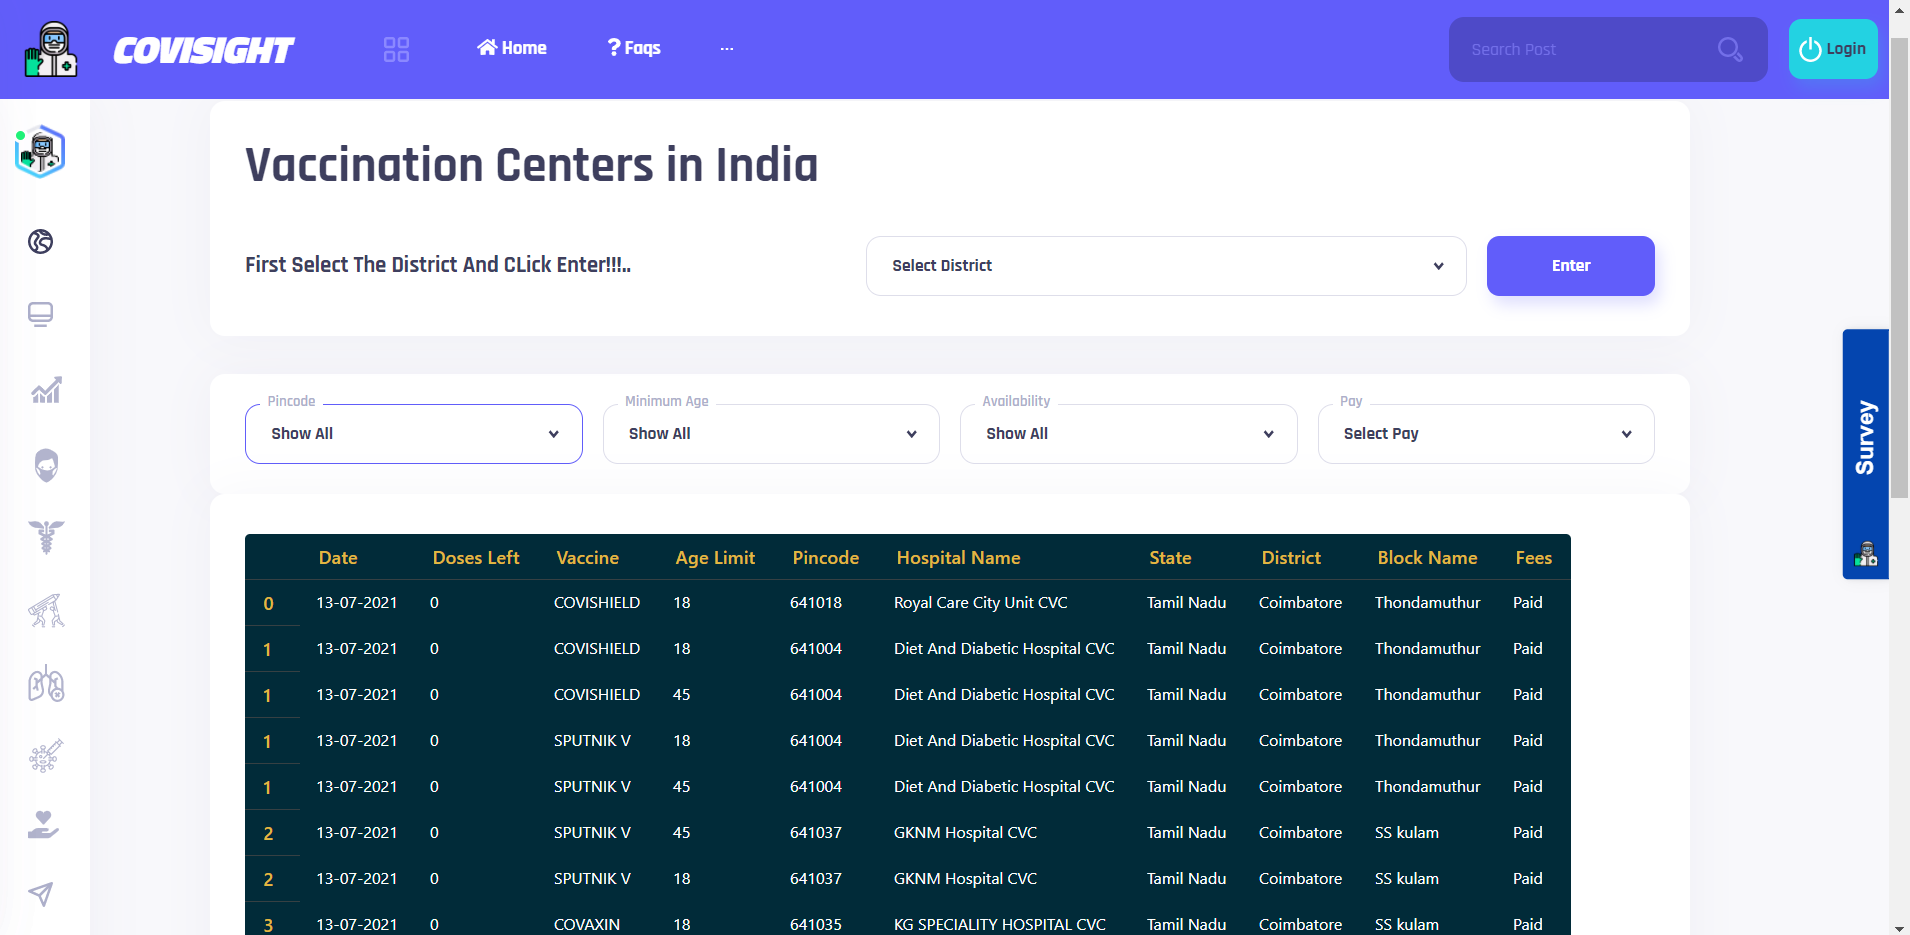 COVISIGHT Home ? Faqs ... Search Post Login
Vaccination Centers in India
First Select The District And CLick Enter!!!.. Select District Enter
Pincode Minimum Age Availability Pay
Show All Show All Show All Select Pay
Survey
Date Doses Left Vaccine Age Limit Pincode Hospital Name State District Block Name Fees
0 13-07-2021 0 COVISHIELD 18 641018 Royal Care City Unit CVC Tamil Nadu Coimbatore Thondamuthur Paid
1 13-07-2021 0 COVISHIELD 18 641004 Diet And Diabetic Hospital CVC Tamil Nadu Coimbatore Thondamuthur Paid
1 13-07-2021 0 COVISHIELD 45 641004 Diet And Diabetic Hospital CVC Tamil Nadu Coimbatore Thondamuthur Paid
1 13-07-2021 0 SPUTNIK V 18 641004 Diet And Diabetic Hospital CVC Tamil Nadu Coimbatore Thondamuthur Paid
1 13-07-2021 0 SPUTNIK V 45 641004 Diet And Diabetic Hospital CVC Tamil Nadu Coimbatore Thondamuthur Paid
2 13-07-2021 0 SPUTNIK V 45 641037 GKNM Hospital CVC Tamil Nadu Coimbatore SS kulam Paid
2 13-07-2021 0 SPUTNIK V 18 641037 GKNM Hospital CVC Tamil Nadu Coimbatore SS kulam Paid
3 13-07-2021 0 COVAXIN 18 641035 KG SPECIALITY HOSPITAL CVC Tamil Nadu Coimbatore SS kulam Paid